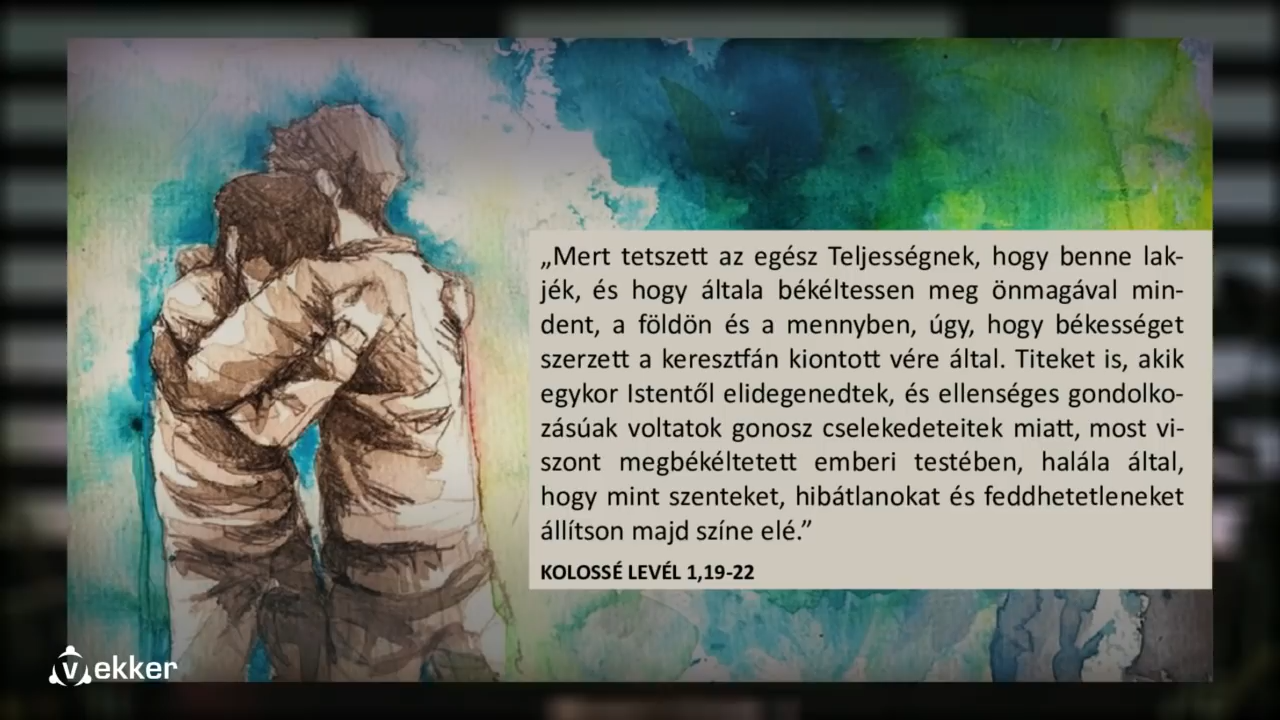 „Mert tetszett az egész Teljességnek, hogy benne lak-
jék, és hogy általa békéltessen meg önmagával min-
dent, a földön és a mennyben, úgy, hogy békességet
szerzett a keresztfán kiontott vére által. Titeket is, akik
egykor Istentől elidegenedtek, és ellenséges gondolko-
zásúak voltatok gonosz cselekedeteitek miatt, most vi-
szont megbékéltetett emberi testében, halála által,
hogy mint szenteket, hibátlanokat és feddhetetleneket
állítson majd színe elé.”
KOLOSSÉ LEVÉL 1,19-22
vekker